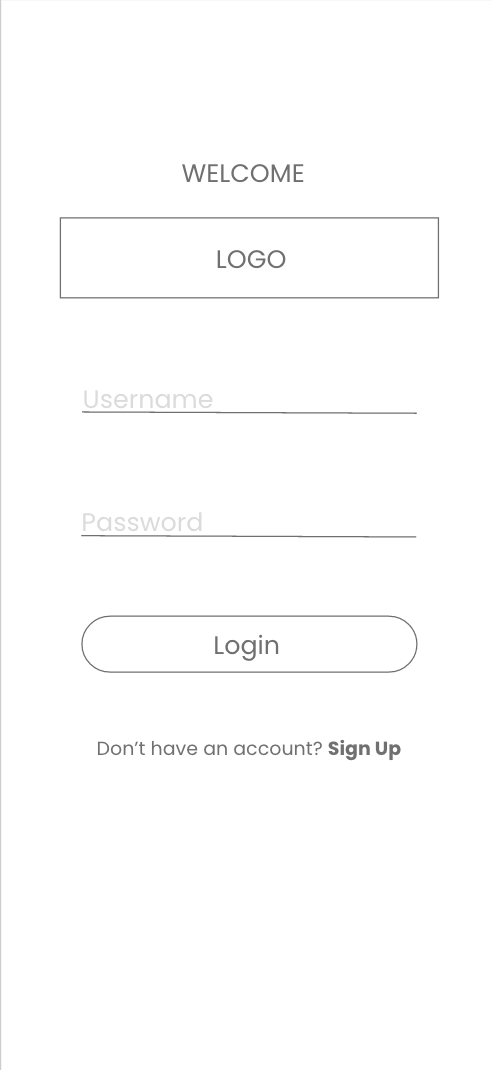 WELCOME
LOGO
Username
Password
Login
Don’t have an account? Sign Up